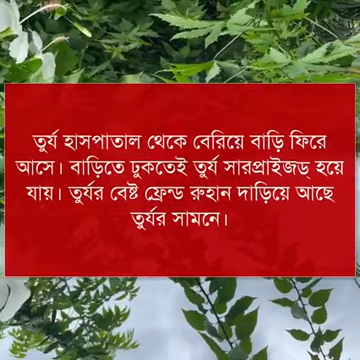 তুর্য হাসপাতাল থেকে বেরিয়ে বাড়ি ফিরে
আসে। বাড়িতে ঢুকতেই তুর্য সারপ্রাইজড্ হয়ে
যায়। তুর্যর বেষ্ট ফ্রেন্ড রুহান দাড়িয়ে আছে
তুর্যর সামনে।